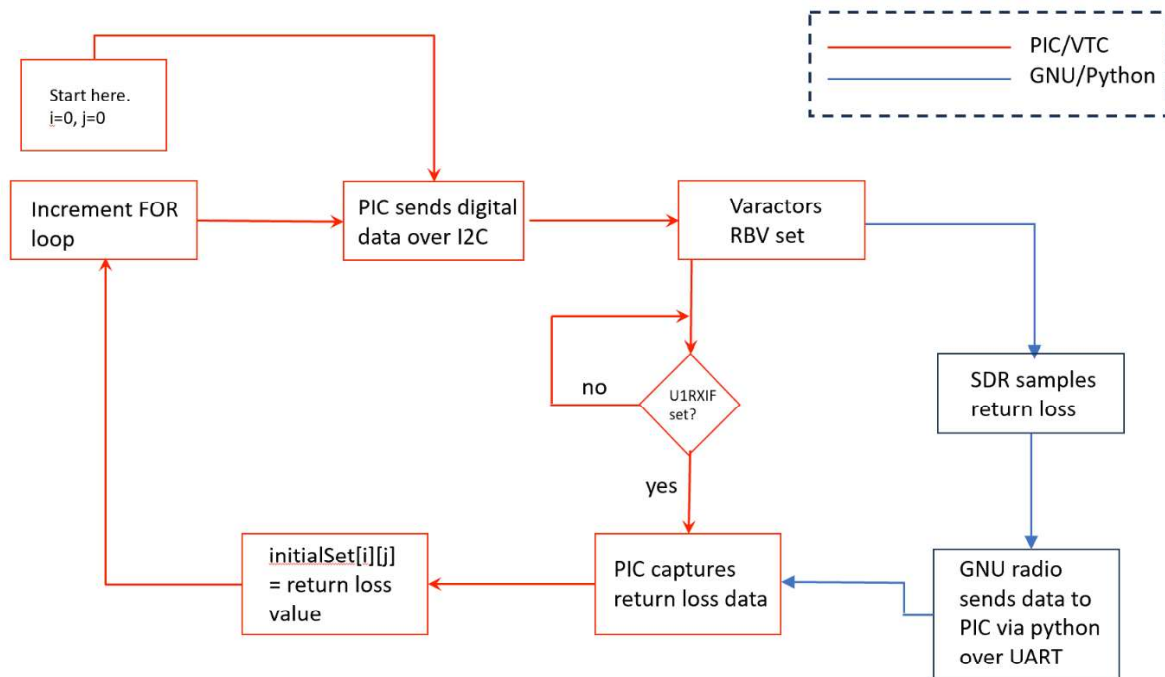 PIC/VTC
GNU/Python
Start here.
i=0, j=0
Increment FOR
loop
PIC sends digital
data over I2C
Varactors
RBV set
no
U1RXIF
set?
yes
SDR samples
return loss
initialSet[i][j]
= return loss
value
PIC captures
return loss data
GNU radio
sends data to
PIC via python
over UART